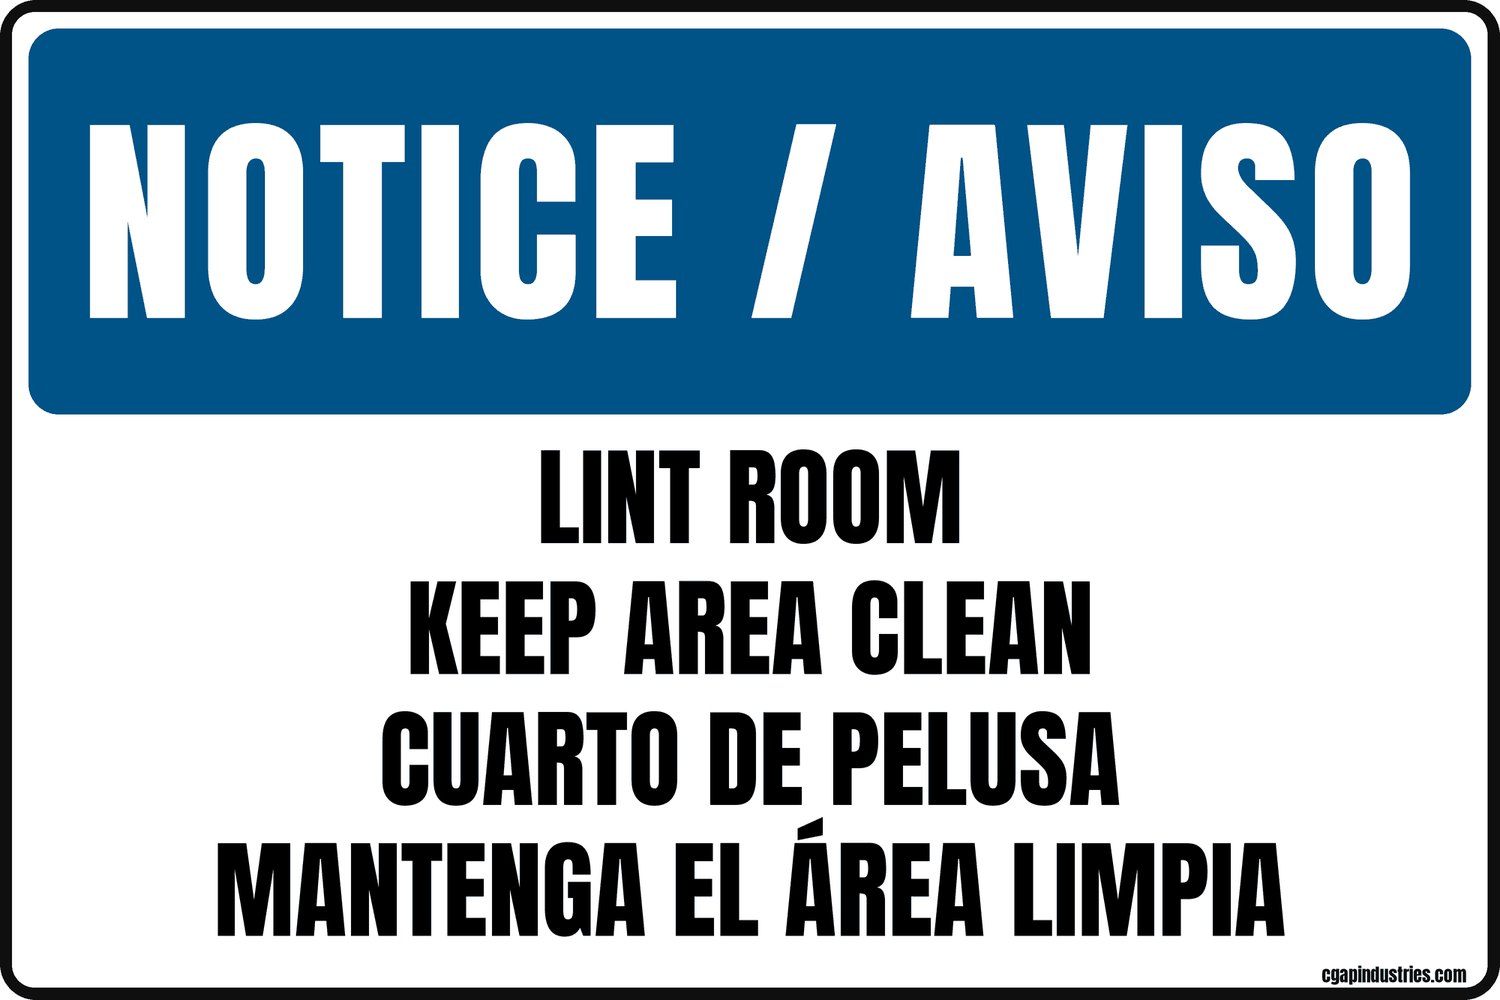 NOTICE / AVISO
LINT ROOM
KEEP AREA CLEAN
CUARTO DE PELUSA
MANTENGA EL ÁREA LIMPIA
cgapindustries.com